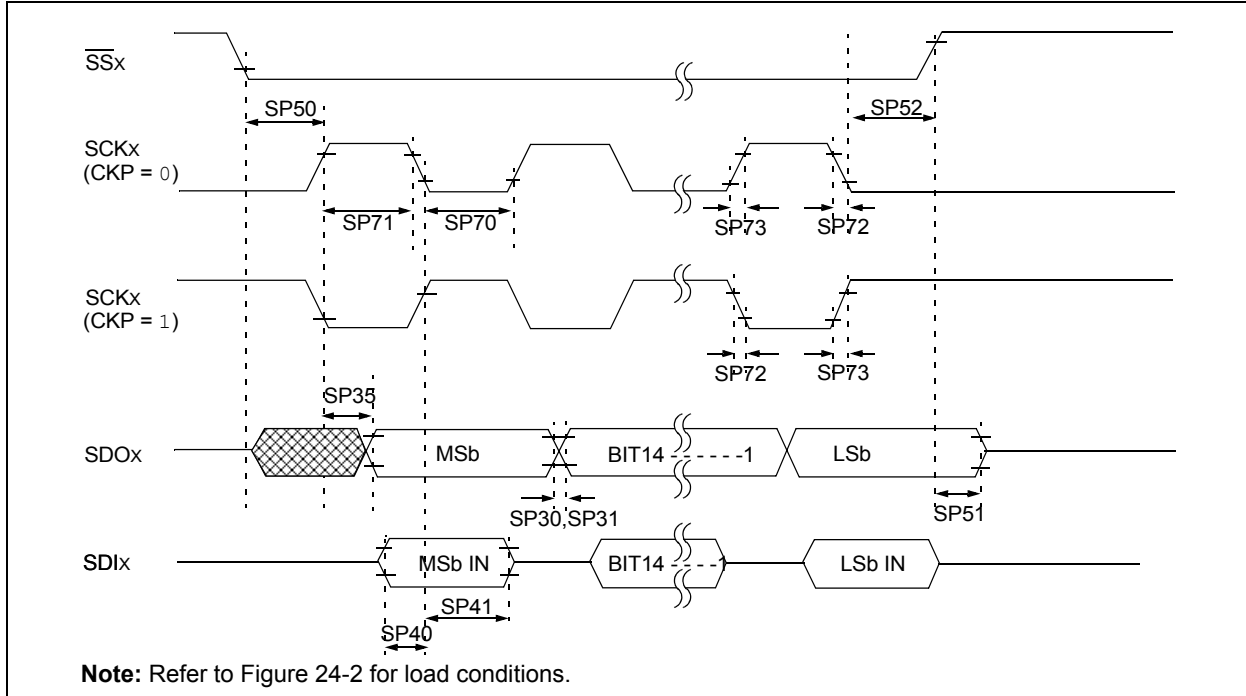 SSx
SP50
SP52
SCKx
(CKP = 0)
SP71
SP70
SP73
SP72
SCKx
(CKP = 1)
SP72
SP73
SP35
SDOx
MSb
BIT14 - - - - - -1
LSb
SP30,SP31
SP51
SDIx
MSb IN
BIT14 - - - -1
LSb IN
SP41
SP40
Note: Refer to Figure 24-2 for load conditions.